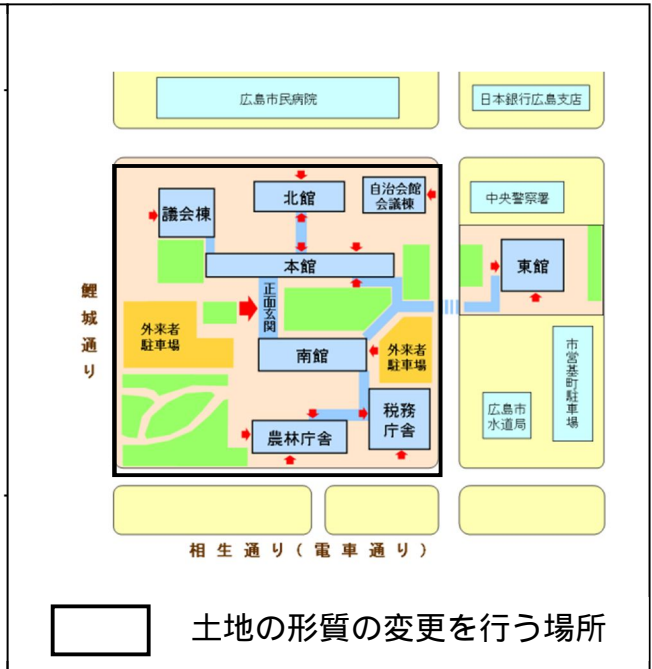 広島市民病院
日本銀行広島支店
議会棟
北館
自治会館
会議棟
中央警察署
本館
東館
正面玄関
鯉城通り
外来者
駐車場
南館
外来者
駐車場
市営基町駐車場
税務
庁舎
広島市
水道局
農林庁舎
相生通り(電車通り)
土地の形質の変更を行う場所